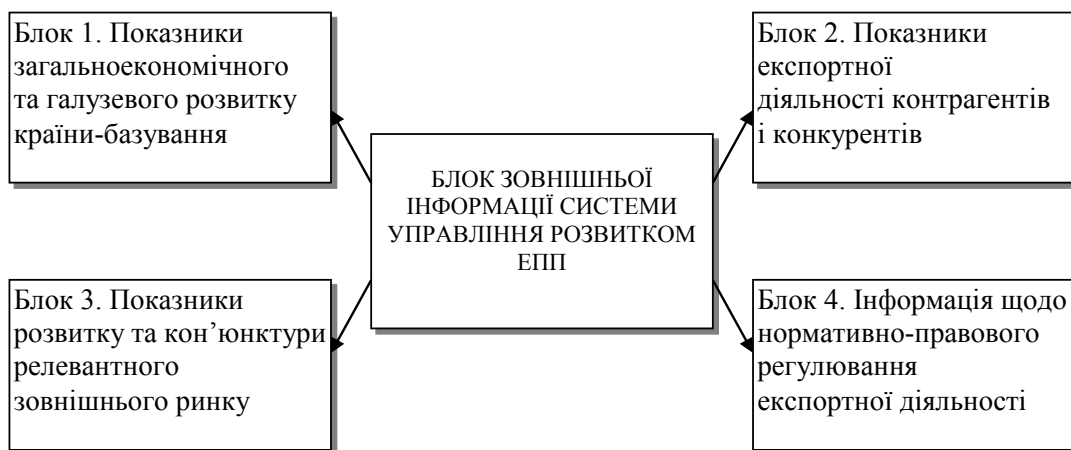 Блок 1. Показники
загальноекономічного
та галузевого розвитку
країни-базування
Блок 2. Показники
експортної
діяльності контрагентів
і конкурентів
БЛОК ЗОВНІШНЬОЇ
ІНФОРМАЦІЇ СИСТЕМИ
УПРАВЛІННЯ РОЗВИТКОМ
ЕПП
Блок 3. Показники
розвитку та кон’юнктури
релевантного
зовнішнього ринку
Блок 4. Інформація щодо
нормативно-правового
регулювання
експортної діяльності